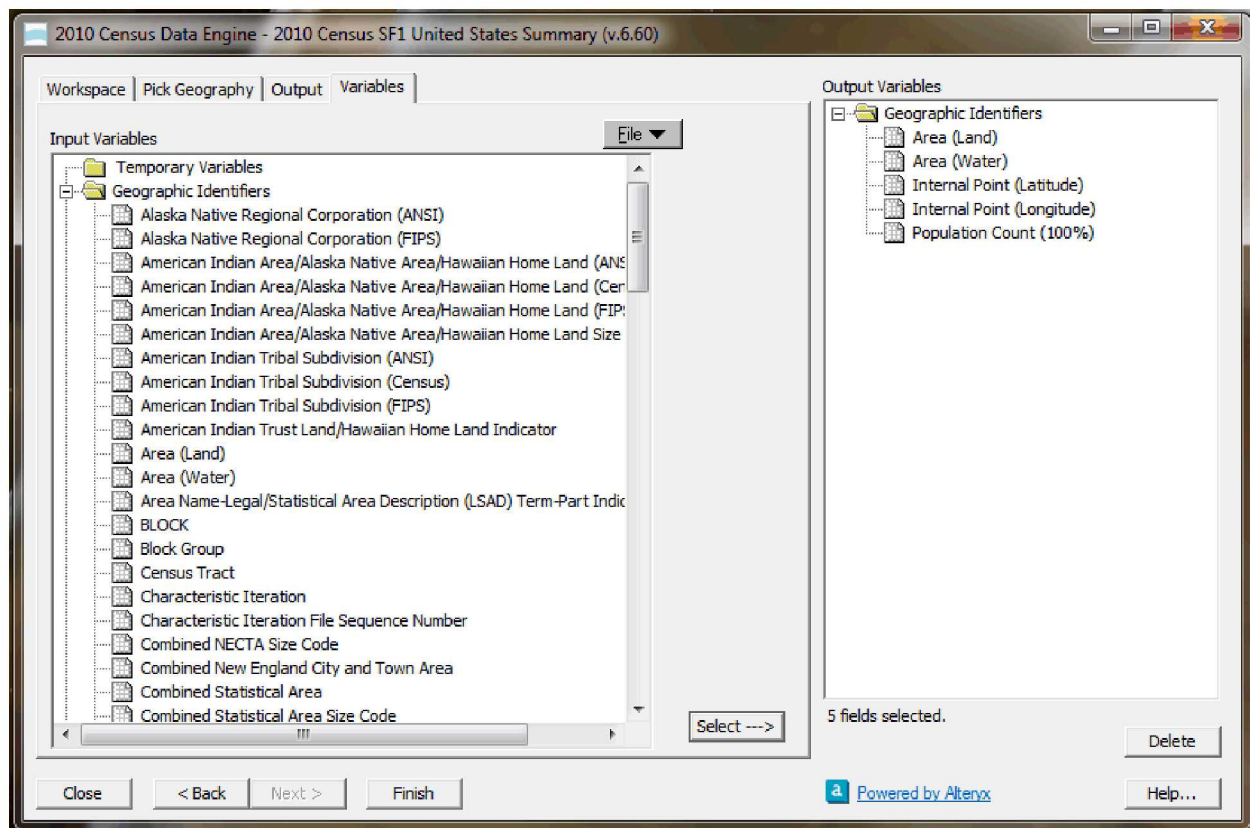 2010 Census Data Engine - 2010 Census SF1 United States Summary (v.6.60)
Workspace
Pick Geography
Output
Variables
Input Variables
File
Temporary Variables
Geographic Identifiers
Alaska Native Regional Corporation (ANSI)
Alaska Native Regional Corporation (FIPS)
American Indian Area/Alaska Native Area/Hawaiian Home Land (ANS
American Indian Area/Alaska Native Area/Hawaiian Home Land (Cen
American Indian Area/Alaska Native Area/Hawaiian Home Land (FIP
American Indian Area/Alaska Native Area/Hawaiian Home Land Size
American Indian Tribal Subdivision (ANSI)
American Indian Tribal Subdivision (Census)
American Indian Tribal Subdivision (FIPS)
American Indian Trust Land/Hawaiian Home Land Indicator
Area (Land)
Area (Water)
Area Name-Legal/Statistical Area Description (LSAD) Term-Part Indic
BLOCK
Block Group
Census Tract
Characteristic Iteration
Characteristic Iteration File Sequence Number
Combined NECTA Size Code
Combined New England City and Town Area
Combined Statistical Area
Combined Statistical Area Size Code
Select --->
Output Variables
Geographic Identifiers
Area (Land)
Area (Water)
Internal Point (Latitude)
Internal Point (Longitude)
Population Count (100%)
5 fields selected.
Delete
Close
< Back
Next >
Finish
a Powered by Alteryx
Help...